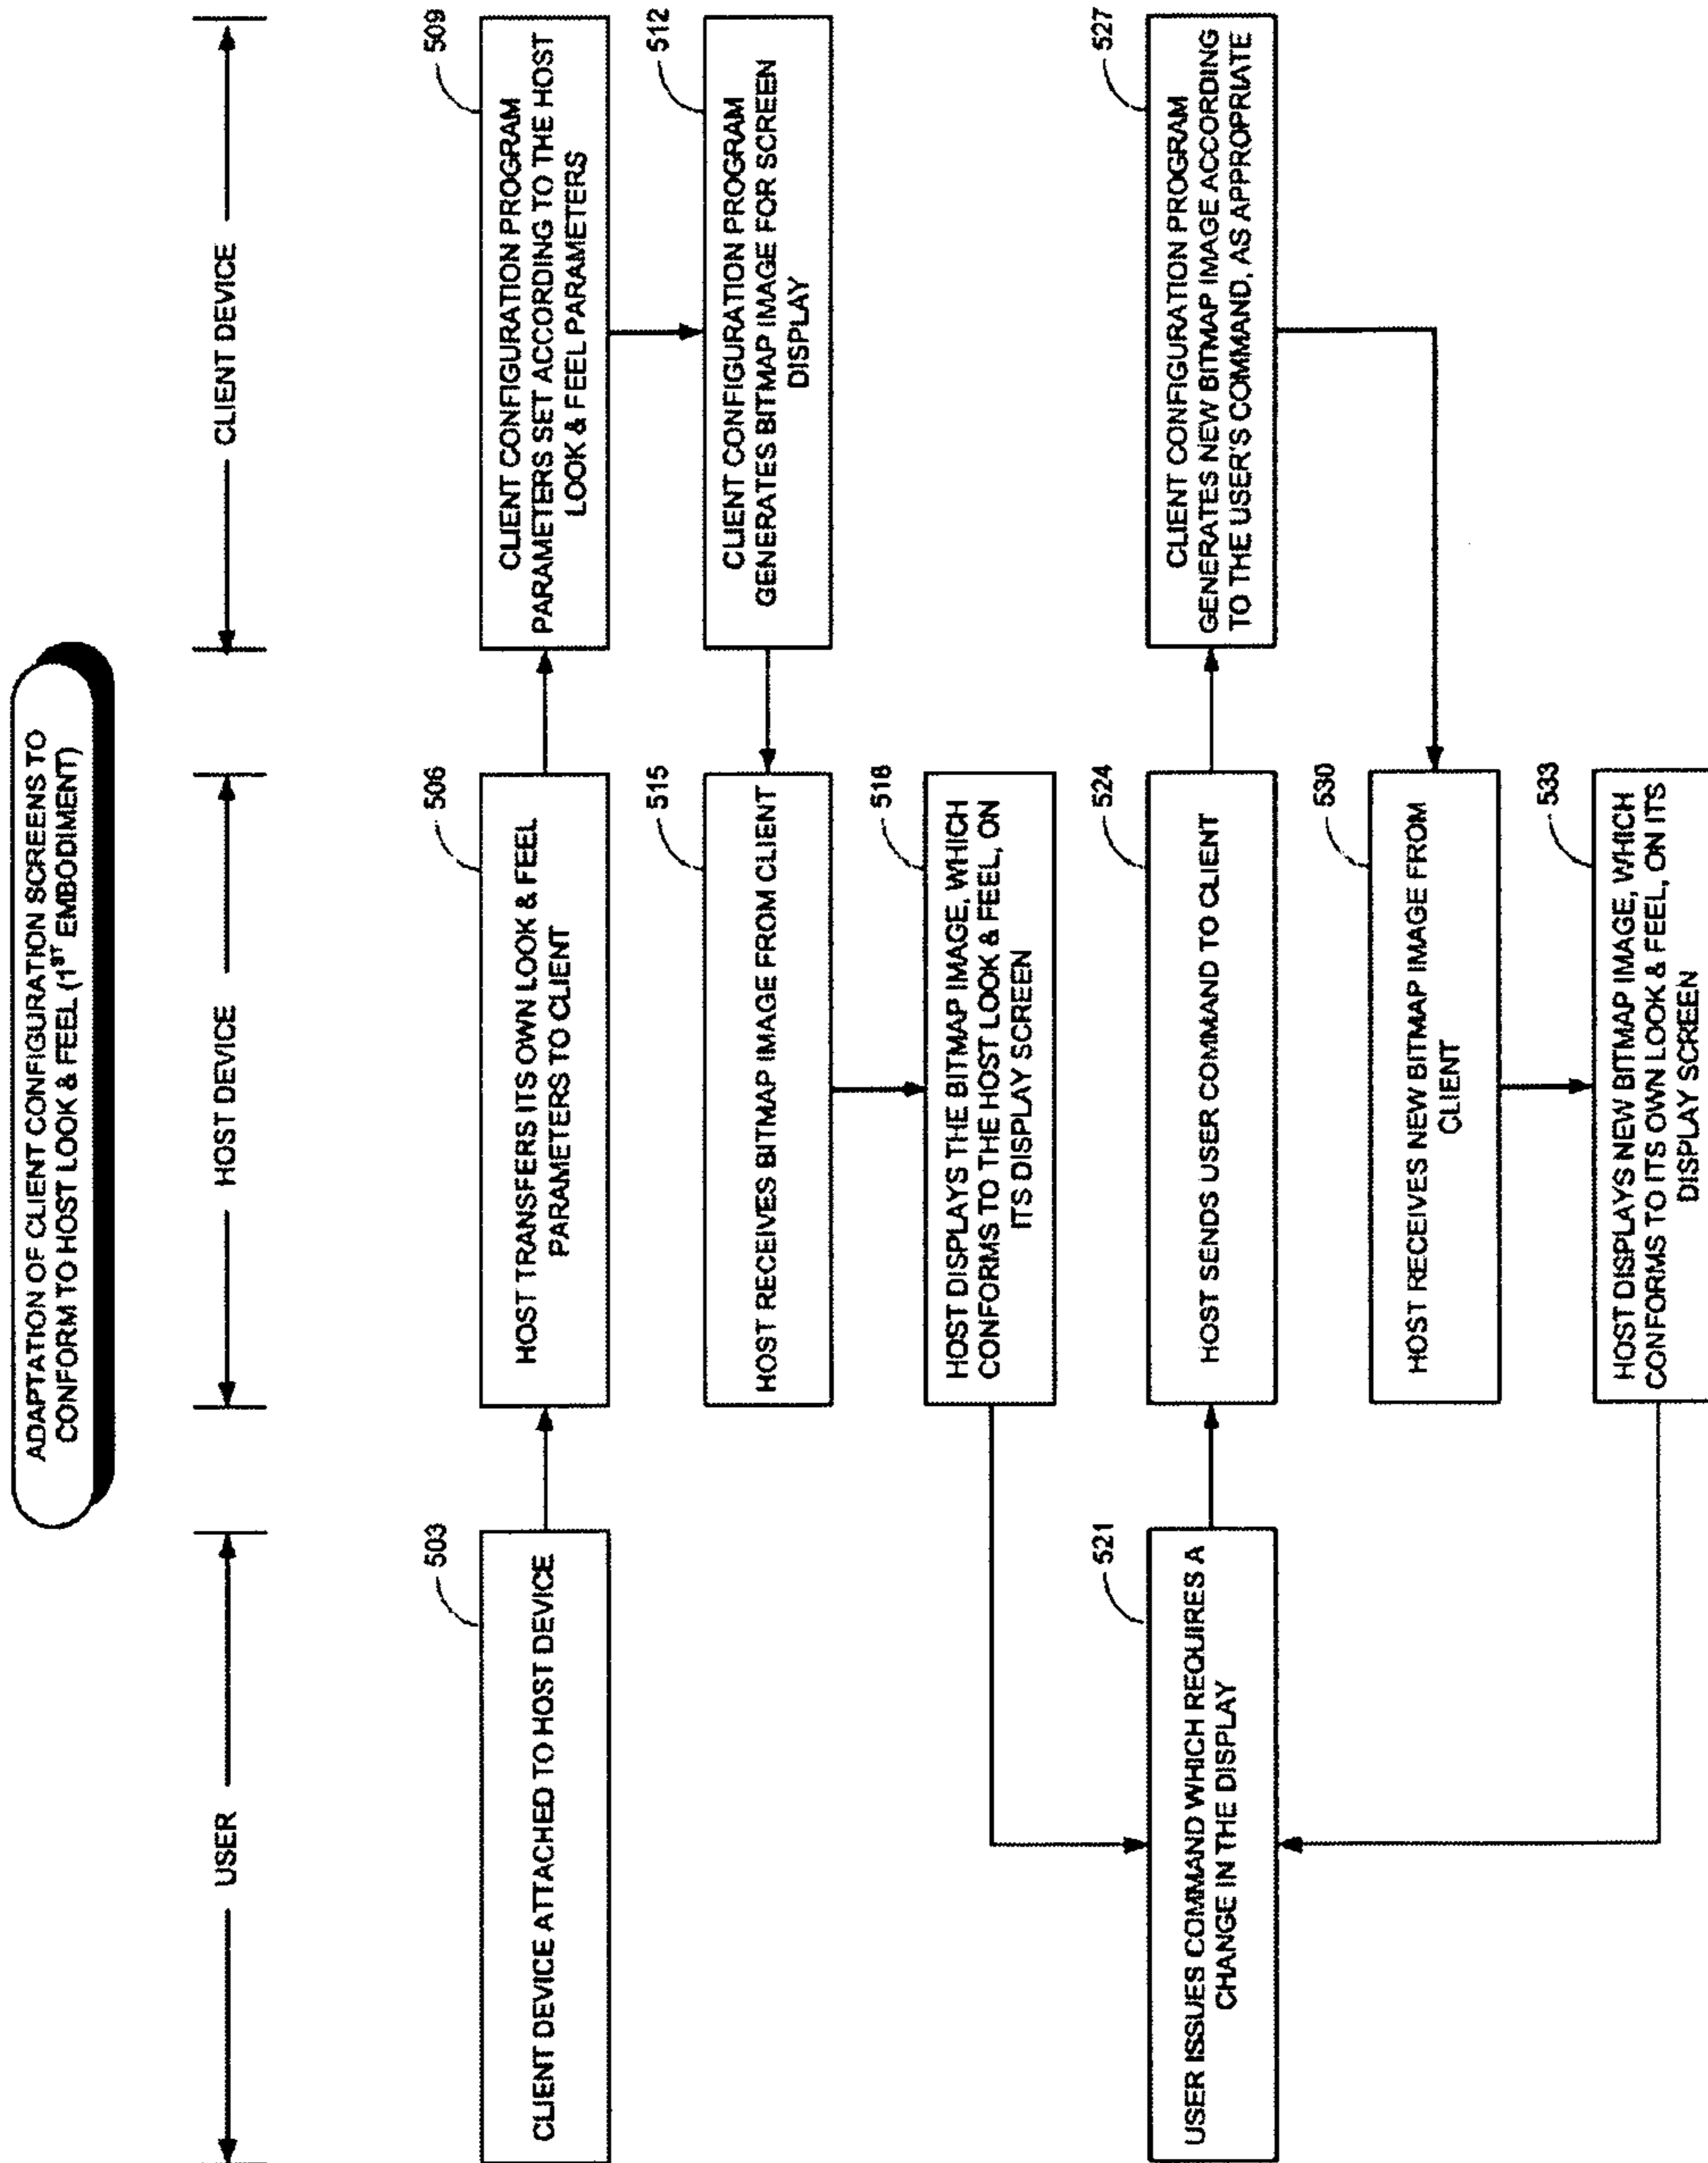 ADAPTATION OF CLIENT CONFIGURATION SCREENS TO
CONFORM TO HOST LOOK & FEEL (1ST EMBODIMENT)
USER
HOST DEVICE
CLIENT DEVICE
503
CLIENT DEVICE ATTACHED TO HOST DEVICE
506
HOST TRANSFERS ITS OWN LOOK & FEEL
PARAMETERS TO CLIENT
509
CLIENT CONFIGURATION PROGRAM
PARAMETERS SET ACCORDING TO THE HOST
LOOK & FEEL PARAMETERS
512
CLIENT CONFIGURATION PROGRAM
GENERATES BITMAP IMAGE FOR SCREEN
DISPLAY
515
HOST RECEIVES BITMAP IMAGE FROM CLIENT
518
HOST DISPLAYS THE BITMAP IMAGE, WHICH
CONFORMS TO THE HOST LOOK & FEEL, ON
ITS DISPLAY SCREEN
521
USER ISSUES COMMAND WHICH REQUIRES A
CHANGE IN THE DISPLAY
524
HOST SENDS USER COMMAND TO CLIENT
527
CLIENT CONFIGURATION PROGRAM
GENERATES NEW BITMAP IMAGE ACCORDING
TO THE USER'S COMMAND, AS APPROPRIATE
530
HOST RECEIVES NEW BITMAP IMAGE FROM
CLIENT
533
HOST DISPLAYS NEW BITMAP IMAGE, WHICH
CONFORMS TO ITS OWN LOOK & FEEL, ON ITS
DISPLAY SCREEN